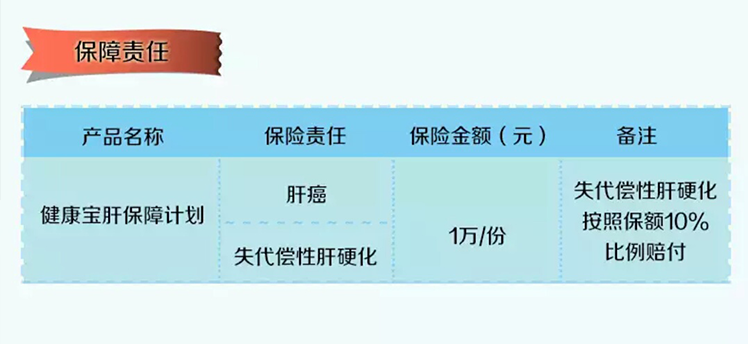 保障责任
产品名称 保险责任 保险金额（元） 备注
健康宝肝保障计划
肝癌
失代偿性肝硬化
1万/份
失代偿性肝硬化
按照保额10%
比例赔付